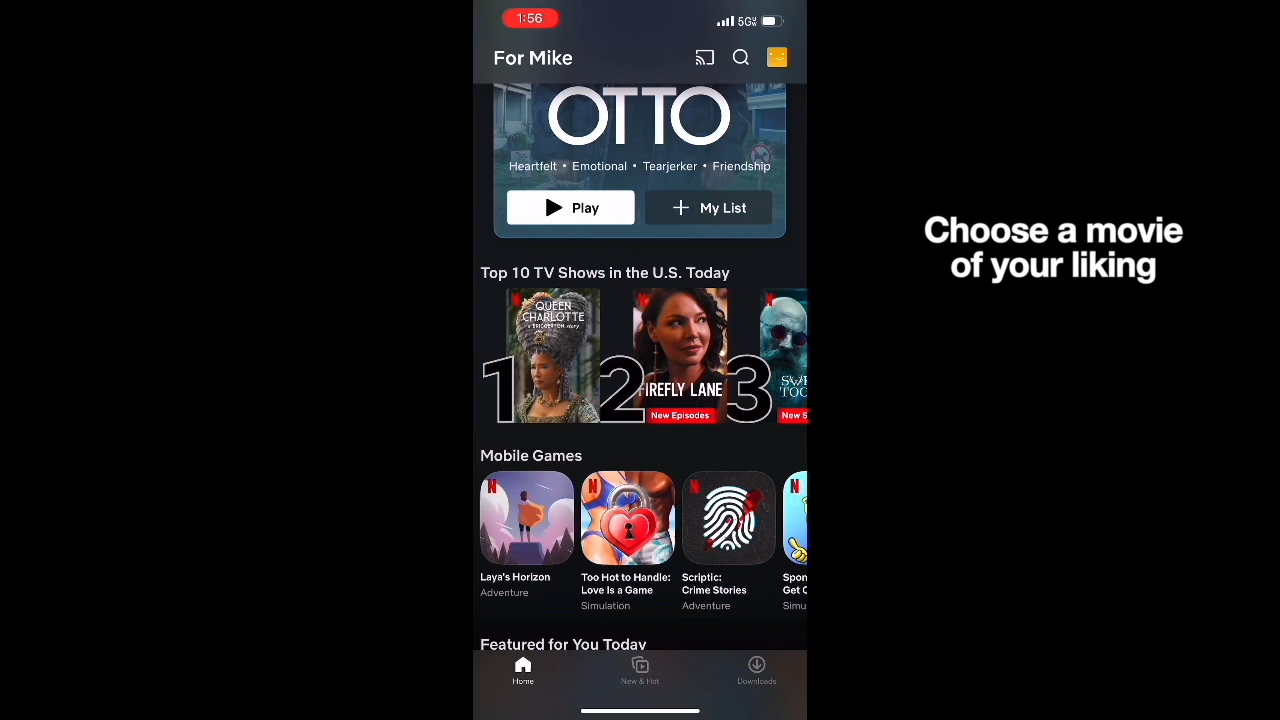 1:56
5G
For Mike
OTTO
Heartfelt • Emotional • Tearjerker • Friendship
Play
My List
Choose a movie
of your liking
Top 10 TV Shows in the U.S. Today
QUEEN
CHARLOTTE
A BRIDGERTON STORY
1
2
3
FIREFLY LANE
New Episodes
Mobile Games
Laya's Horizon
Adventure
Too Hot to Handle:
Love Is a Game
Simulation
Scriptic:
Crime Stories
Adventure
Featured for You Today
Home
New & Hot
Downloads